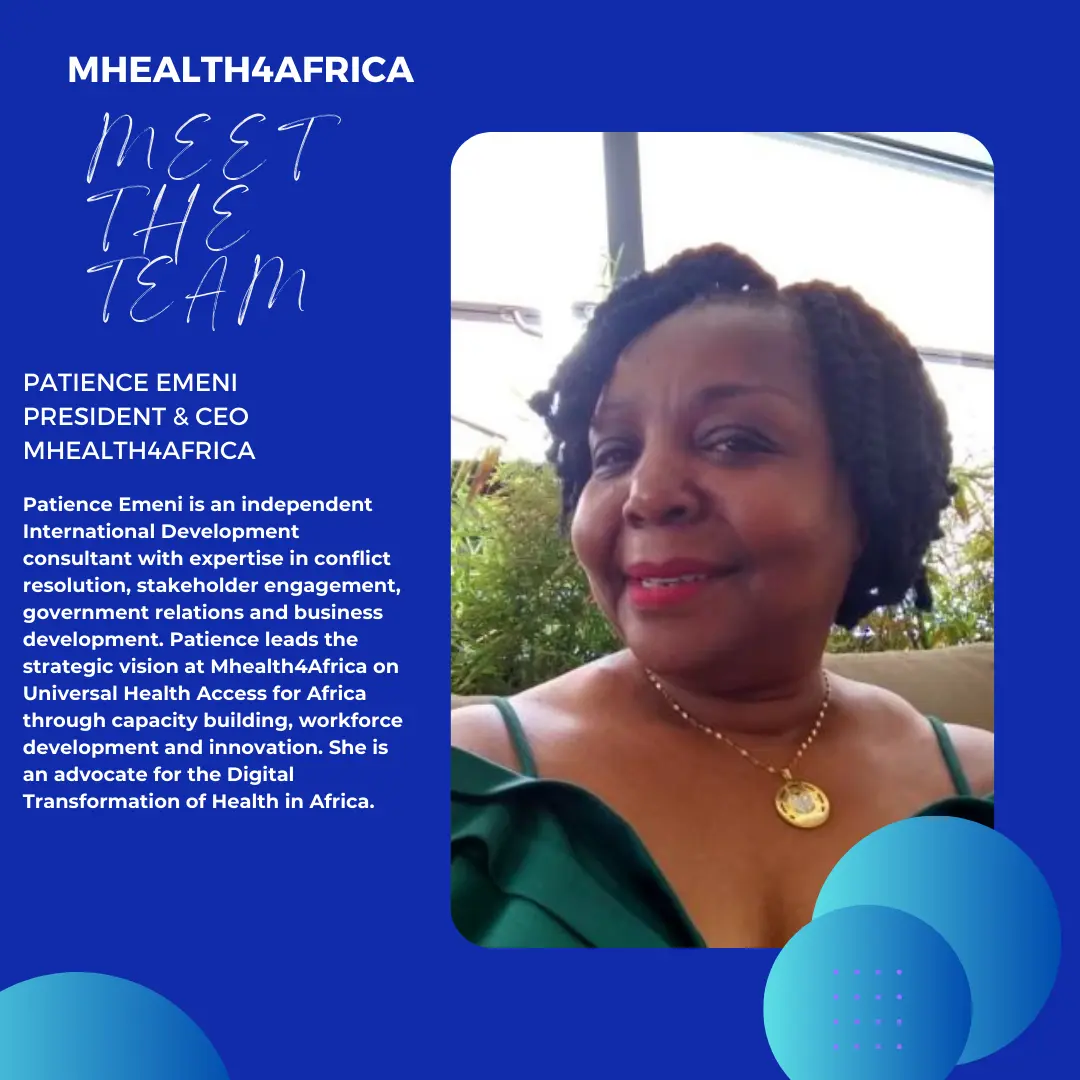 MHEALTH4AFRICA
MEET
THE
TEAM
PATIENCE EMENI
PRESIDENT & CEO
MHEALTH4AFRICA
Patience Emeni is an independent
International Development
consultant with expertise in conflict
resolution, stakeholder engagement,
government relations and business
development. Patience leads the
strategic vision at Mhealth4Africa on
Universal Health Access for Africa
through capacity building, workforce
development and innovation. She is
an advocate for the Digital
Transformation of Health in Africa.